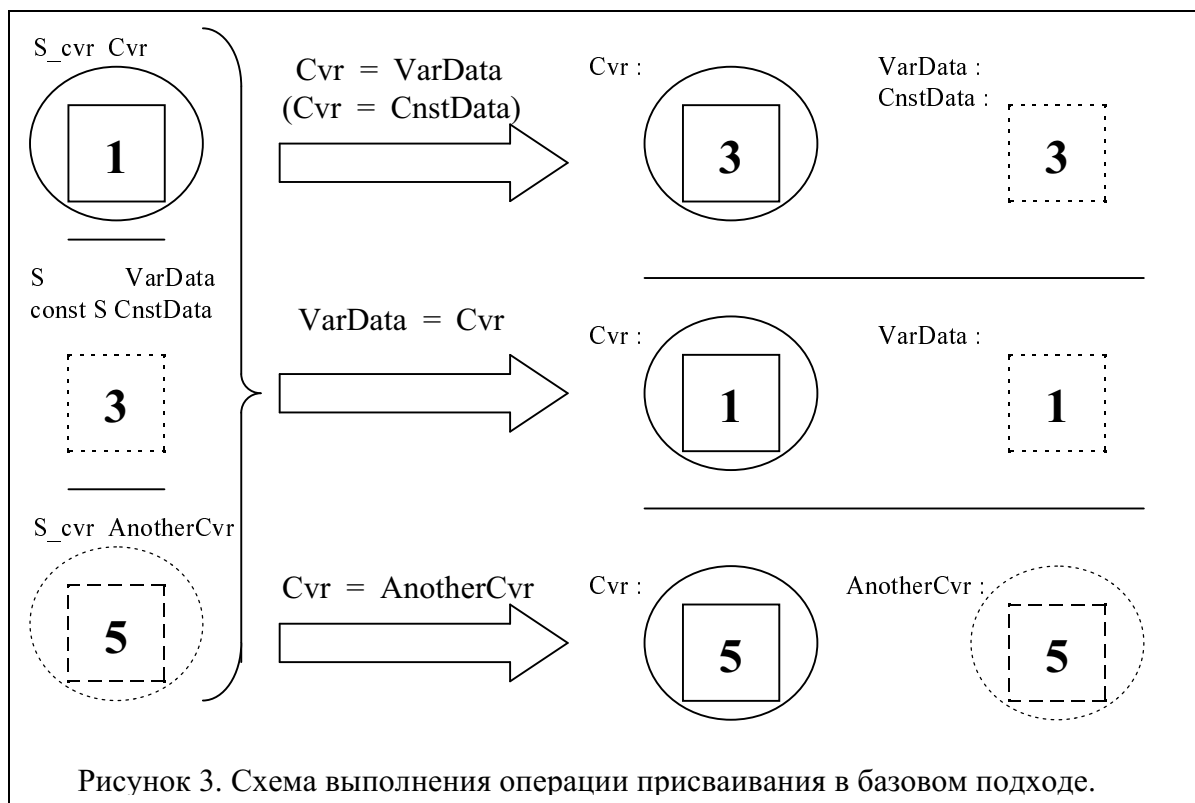 S_cvr Cvr
1
S VarData
const S CnstData
3
S_cvr AnotherCvr
5
Cvr = VarData
(Cvr = CnstData)
Cvr :
3
VarData :
CnstData :
3
VarData = Cvr
Cvr :
1
VarData :
1
Cvr = AnotherCvr
Cvr :
5
AnotherCvr :
5
Рисунок 3. Схема выполнения операции присваивания в базовом подходе.